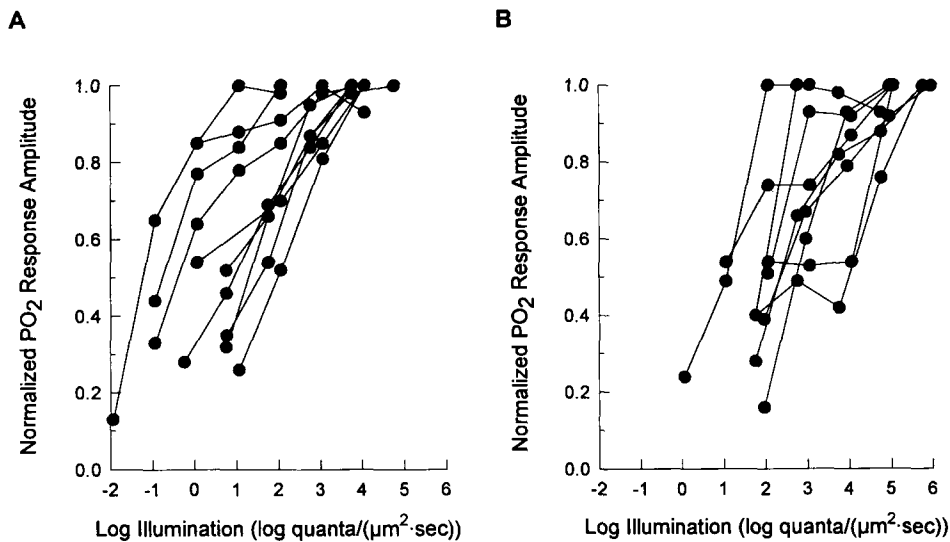 A
Normalized PO2 Response Amplitude
1.0
0.8
0.6
0.4
0.2
0.0
-2 -1 0 1 2 3 4 5 6
Log Illumination (log quanta/(µm²·sec))
B
Normalized PO2 Response Amplitude
1.0
0.8
0.6
0.4
0.2
0.0
-2 -1 0 1 2 3 4 5 6
Log Illumination (log quanta/(µm²·sec))